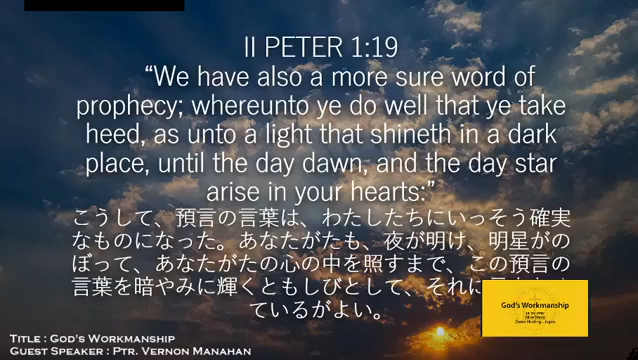 II PETER 1:19
“We have also a more sure word of
prophecy; whereunto ye do well that ye take
heed, as unto a light that shineth in a dark
place, until the day dawn, and the day star
arise in your hearts:”
こうして、預言の言葉は、わたしたちにいっそう確実
なものになった。あなたがたも、夜が明け、明星がの
ぼって、あなたがたの心の中を照すまで、この預言の
言葉を暗やみに輝くともしびとして、それに
ているがよい。
God's Workmanship
Title : God's Workmanship
Guest Speaker : Ptr. Vernon Manahan